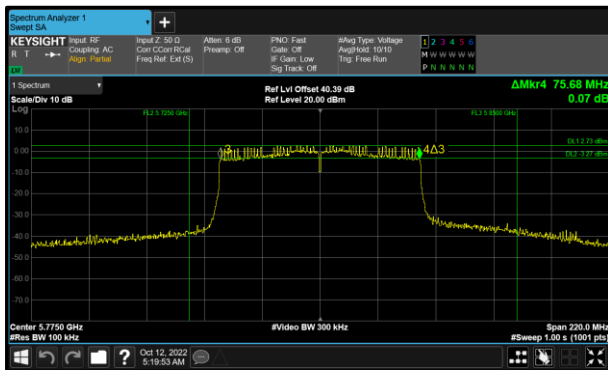 Spectrum Analyzer 1
Swept SA
KEYSIGHT
R T
Input: RF
Coupling: AC
Align: Partial
Input Z: 50 Ω
Corr CCorr RCal
Freq Ref: Ext (S)
Atten: 6 dB
Preamp: Off
PNO: Fast
Gate: Off
IF Gain: Low
Sig Track: Off
#Avg Type: Voltage
Avg|Hold: 10/10
Trig: Free Run
1 2 3 4 5 6
M W W W W W
P N N N N N
1 Spectrum
Scale/Div 10 dB
Ref Lvl Offset 40.39 dB
Ref Level 20.00 dBm
ΔMkr4 75.68 MHz
0.07 dB
Log
FL2 5.7250 GHz
FL3 5.8500 GHz
10.0
0.00
-10.0
-20.0
-30.0
-40.0
-50.0
-60.0
-70.0
DL1 2.73 dBm
DL2 -3.27 dBm
3
4Δ3
Center 5.7750 GHz
#Res BW 100 kHz
#Video BW 300 kHz
Span 220.0 MHz
#Sweep 1.00 s (1001 pts)
?
Oct 12, 2022
5:19:53 AM